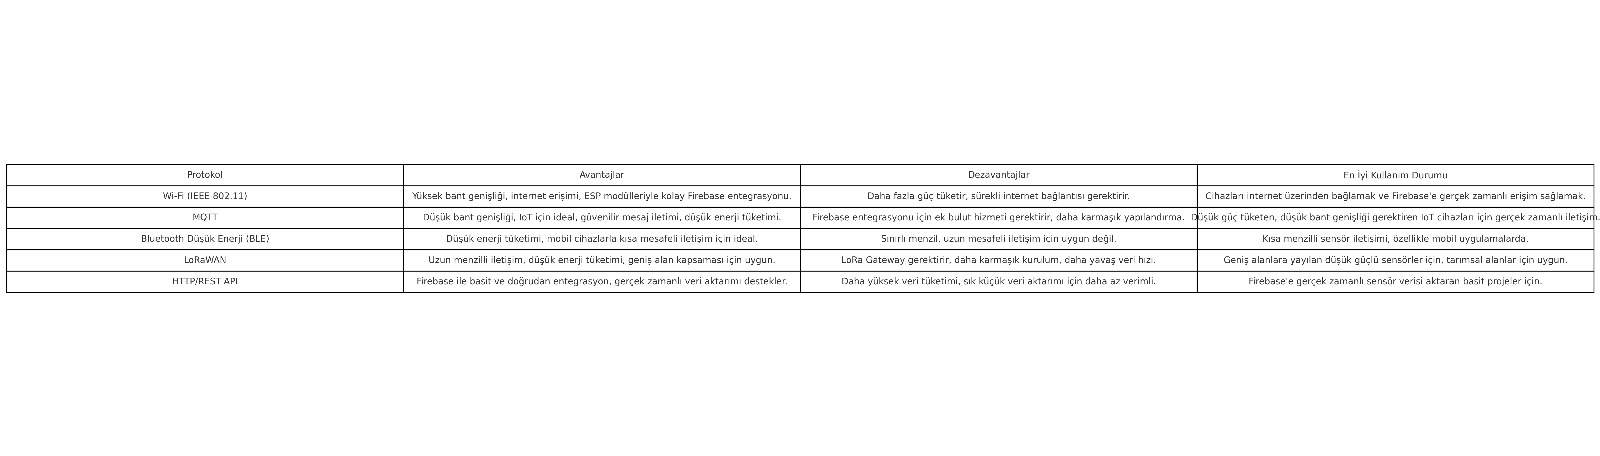 Protokol Avantajlar Dezavantajlar En İyi Kullanım Durumu
Wi-Fi (IEEE 802.11) Yüksek bant genişliği, internet erişimi, ESP modülleriyle kolay Firebase entegrasyonu. Daha fazla güç tüketir, sürekli internet bağlantısı gerektirir. Cihazları internet üzerinden bağlamak ve Firebase'e gerçek zamanlı erişim sağlamak.
MQTT Düşük bant genişliği, IoT için ideal, güvenilir mesaj iletimi, düşük enerji tüketimi. Firebase entegrasyonu için ek bulut hizmeti gerektirir, daha karmaşık yapılandırma. Düşük güç tüketen, düşük bant genişliği gerektiren IoT cihazları için gerçek zamanlı iletişim.
Bluetooth Düşük Enerji (BLE) Düşük enerji tüketimi, mobil cihazlarla kısa mesafeli iletişim için ideal. Sınırlı menzil, uzun mesafeli iletişim için uygun değil. Kısa menzilli sensör iletişimi, özellikle mobil uygulamalarda.
LoRaWAN Uzun menzilli iletişim, düşük enerji tüketimi, geniş alan kapsaması için uygun. LoRa Gateway gerektirir, daha karmaşık kurulum, daha yavaş veri hızı. Geniş alanlara yayılan düşük güçlü sensörler için, tarımsal alanlar için uygun.
HTTP/REST API Firebase ile basit ve doğrudan entegrasyon, gerçek zamanlı veri aktarımı destekler. Daha yüksek veri tüketimi, sık küçük veri aktarımı için daha az verimli. Firebase'e gerçek zamanlı sensör verisi aktaran basit projeler için.